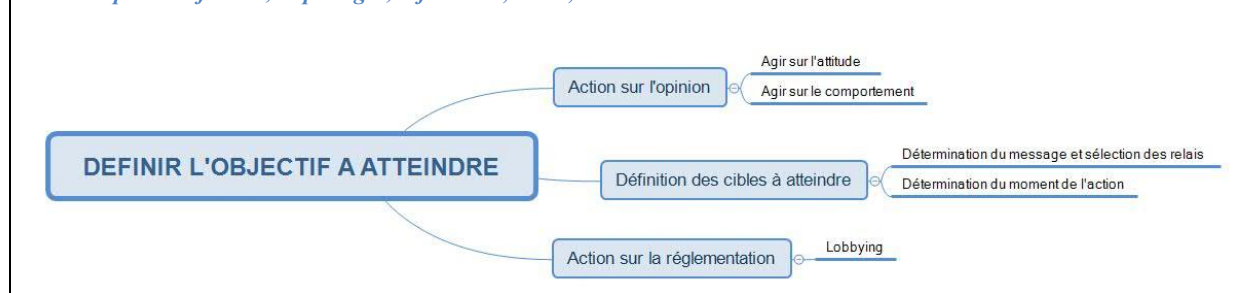 Action sur l'opinion
Agir sur l'attitude
Agir sur le comportement
DEFINIR L'OBJECTIF A ATTEINDRE
Définition des cibles à atteindre
Détermination du message et sélection des relais
Détermination du moment de l'action
Action sur la réglementation
Lobbying